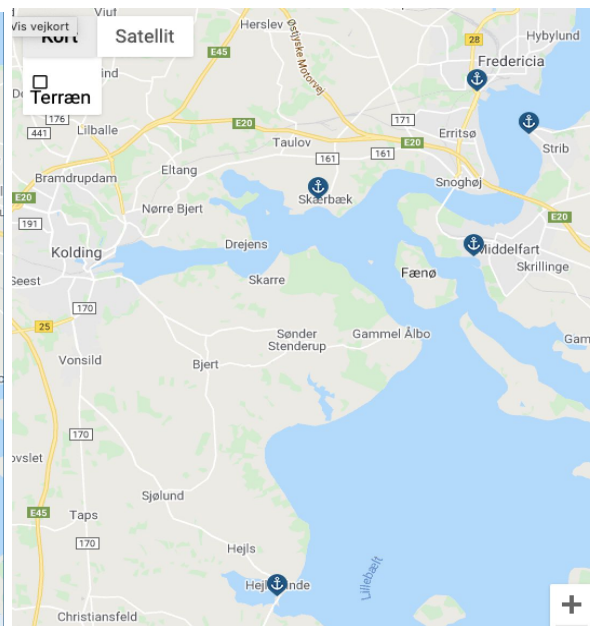 Viuf
Vis vejkort
Kort
Satellit
Herslev
Østjyske Motorvej
28
Hybylund
E45
Fredericia
ind
Terræn
176
441
Lilballe
E20
171
Erritsø
Taulov
E20
161
161
Strib
Eltang
Bramdrupdam
Snoghøj
E20
Skærbæk
Nørre Bjert
191
E20
Kolding
Drejens
Middelfart
Skrillinge
Fænø
Seest
Skarre
170
25
Sønder
Stenderup
Gammel Ålbo
Gam
Vonsild
Bjert
170
ovslet
Sjølund
E45
Taps
170
Hejls
Lillebælt
Christiansfeld